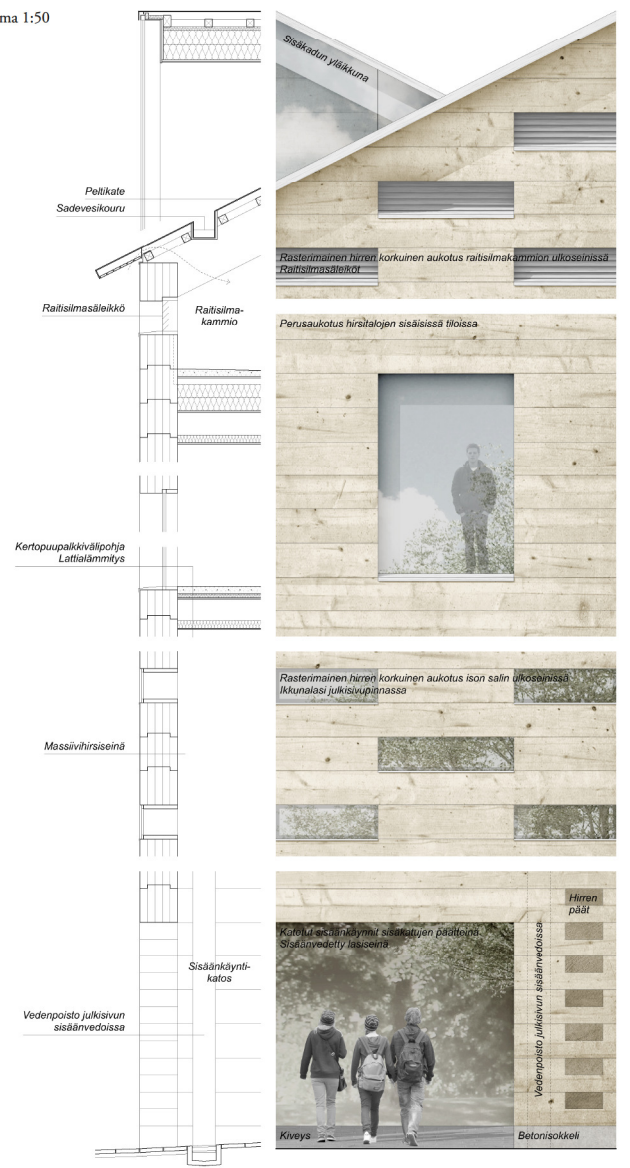 ma 1:50
Sisäkadun yläikkuna
Peltikate
Sadevesikouru
Rasterimainen hirren korkuinen aukotus raitisilmakammion ulkoseinissä
Raitisilmasäleiköt
Raitisilmasäleikkö
Raitisilma-
kammio
Perusaukotus hirsitalojen sisäisissä tiloissa
Kertopuupalkkivälipohja
Lattialämmitys
Rasterimainen hirren korkuinen aukotus ison salin ulkoseinissä
Ikkunalasi julkisivupinnassa
Massiivihirsiseinä
Hirren
päät
Katetut sisäänkäynnit sisäkatujen päätteinä
Sisäänvedetty lasiseinä
Vedenpoisto julkisivun sisäänvedoissa
Sisäänkäynti-
katos
Vedenpoisto julkisivun
sisäänvedoissa
Kiveys
Betonisokkeli